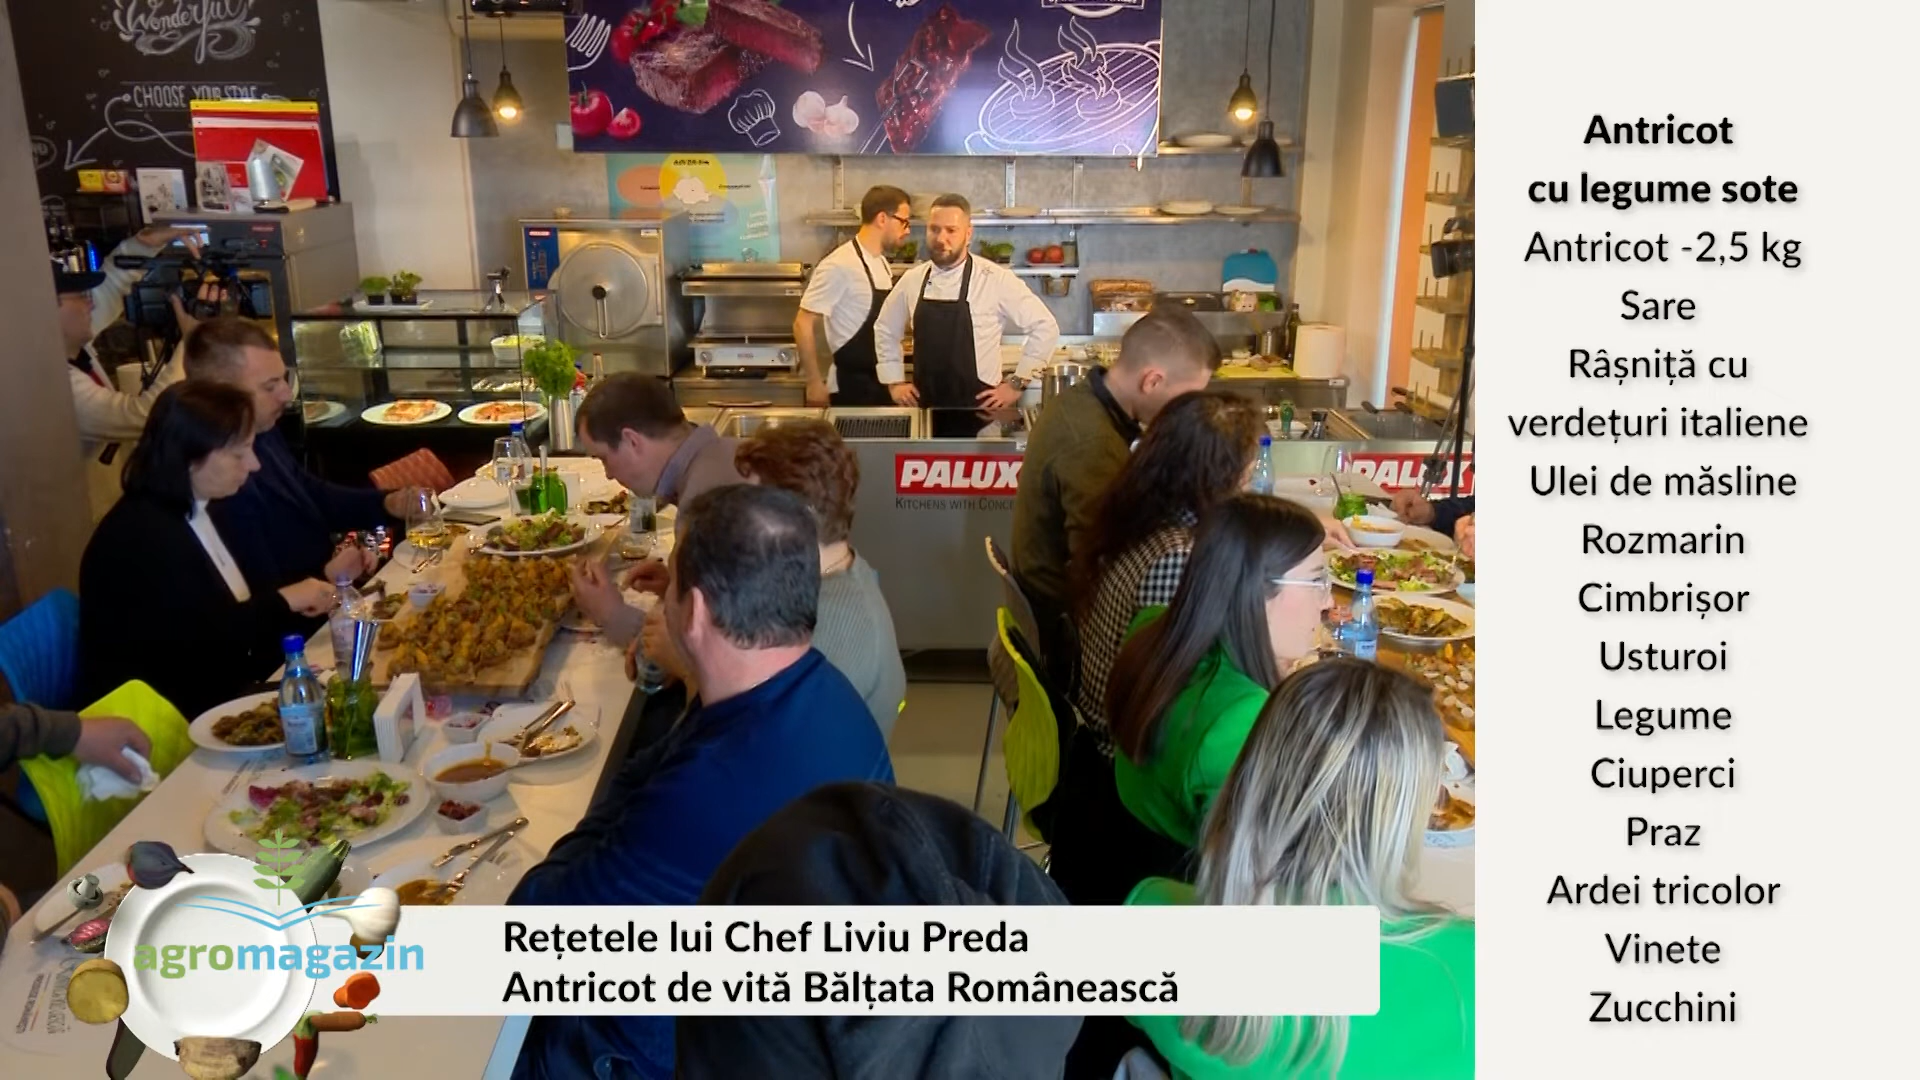 Wonderful
CHOOSE YOUR STYLE
PALUX
KITCHENS WITH CONCE
PALUX
Antricot
cu legume sote
Antricot -2,5 kg
Sare
Râșniță cu
verdețuri italiene
Ulei de măsline
Rozmarin
Cimbrișor
Usturoi
Legume
Ciuperci
Praz
Ardei tricolor
Vinete
Zucchini
agromagazin
Rețetele lui Chef Liviu Preda
Antricot de vită Bălțata Românească